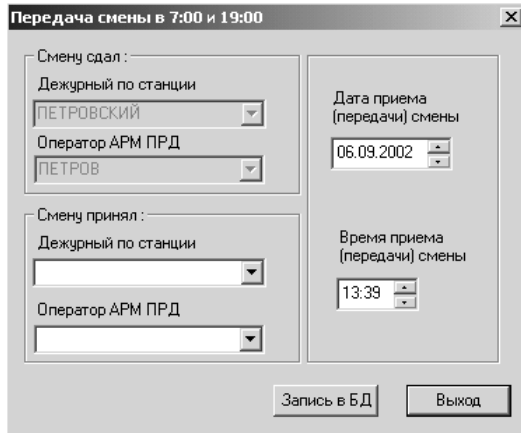 Передача смены в 7:00 и 19:00
Смену сдал :
Дежурный по станции
ПЕТРОВСКИЙ
Оператор АРМ ПРД
ПЕТРОВ
Смену принял :
Дежурный по станции
Оператор АРМ ПРД
Дата приема
(передачи) смены
06.09.2002
Время приема
(передачи) смены
13:39
Запись в БД
Выход